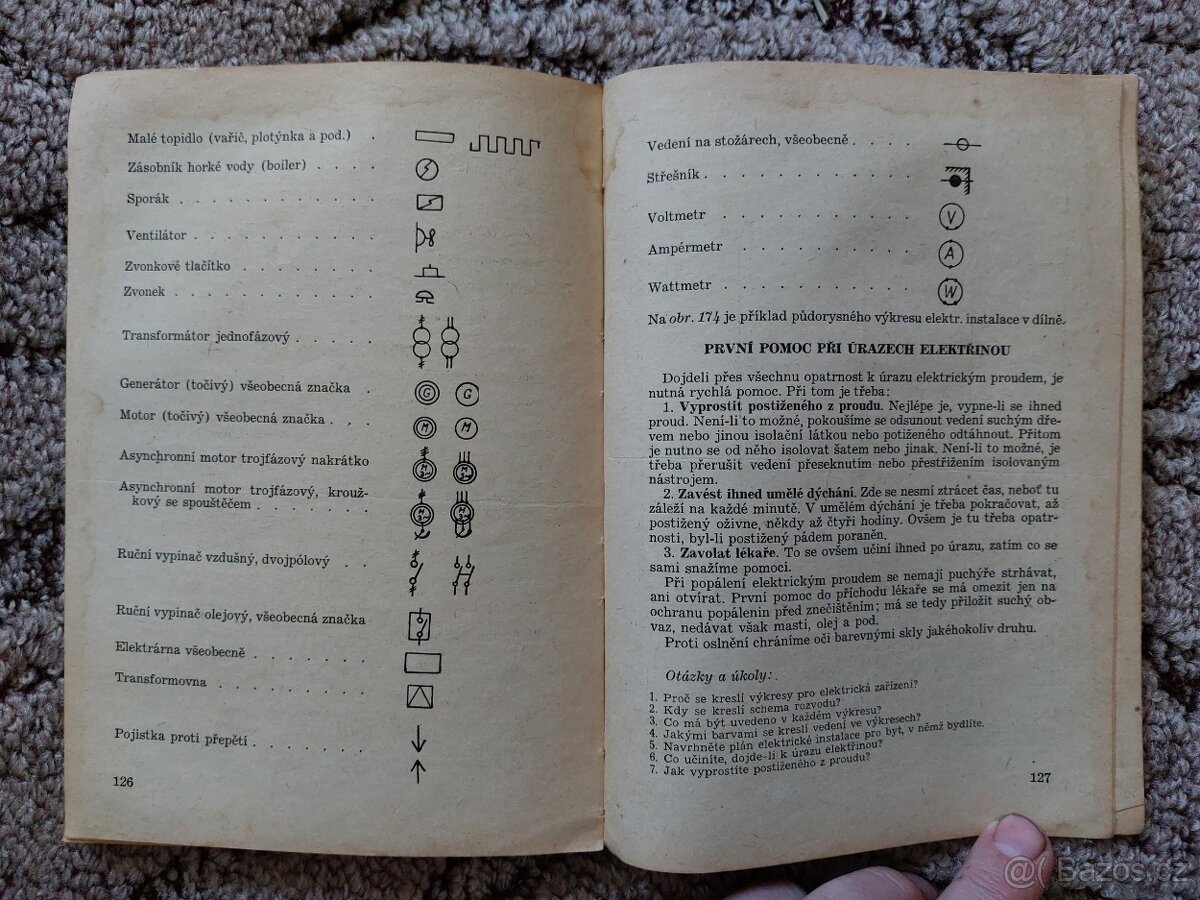 Malé topidlo (vařič, plotýnka a pod.) .
Zásobník horké vody (boiler) . . . .
Sporák . . . . . . . . . . .
Ventilátor . . . . . . . . . .
Zvonkové tlačítko . . . . . . . .
Zvonek . . . . . . . . . . .
Transformátor jednofázový . . . . .
Generátor (točivý) všeobecná značka .
G G
Motor (točivý) všeobecná značka . . .
M M
Asynchronní motor trojfázový nakrátko
M M
Asynchronní motor trojfázový, krouž-
kový se spouštěčem . . . . . . .
M M
Ruční vypinač vzdušný, dvojpólový . .
Ruční vypinač olejový, všeobecná značka
Elektrárna všeobecně . . . . . . .
Transformovna . . . . . . . . .
Pojistka proti přepětí . . . . . . .
126
Vedení na stožárech, všeobecně . . . .
Střešník . . . . . . . . . . . .
Voltmetr . . . . . . . . . . .
V
Ampérmetr . . . . . . . . . .
A
Wattmetr . . . . . . . . . . .
W
Na obr. 174 je příklad půdorysného výkresu elektr. instalace v dílně.
PRVNÍ POMOC PŘI ÚRAZECH ELEKTŘINOU
Dojdeli přes všechnu opatrnost k úrazu elektrickým proudem, je
nutná rychlá pomoc. Při tom je třeba:
1. Vyprostit postiženého z proudu. Nejlépe je, vypne-li se ihned
proud. Není-li to možné, pokoušíme se odsunout vedení suchým dře-
vem nebo jinou isolační látkou nebo potiženého odtáhnout. Přitom
je nutno se od něho isolovat šatem nebo jinak. Není-li to možné, je
třeba přerušit vedení přeseknutím nebo přestřižením isolovaným
nástrojem.
2. Zavést ihned umělé dýchání. Zde se nesmí ztrácet čas, neboť tu
záleží na každé minutě. V umělém dýchání je třeba pokračovat, až
postižený oživne, někdy až čtyři hodiny. Ovšem je tu třeba opatr-
nosti, byl-li postižený pádem poraněn.
3. Zavolat lékaře. To se ovšem učiní ihned po úrazu, zatím co se
sami snažíme pomoci.
Při popálení elektrickým proudem se nemají puchýře strhávat,
ani otvírat. První pomoc do příchodu lékaře se má omezit jen na
ochranu popálenin před znečištěním; má se tedy přiložit suchý ob-
vaz, nedávat však masti, olej a pod.
Proti oslnění chráníme oči barevnými skly jakéhokoliv druhu.
Otázky a úkoly:
1. Proč se kreslí výkresy pro elektrická zařízení?
2. Kdy se kreslí schema rozvodu?
3. Co má být uvedeno v každém výkresu?
4. Jakými barvami se kreslí vedení ve výkresech?
5. Navrhněte plán elektrické instalace pro byt, v němž bydlíte.
6. Co učiníte, dojde-li k úrazu elektřinou?
7. Jak vyprostíte postiženého z proudu?
127
@Bazos.cz